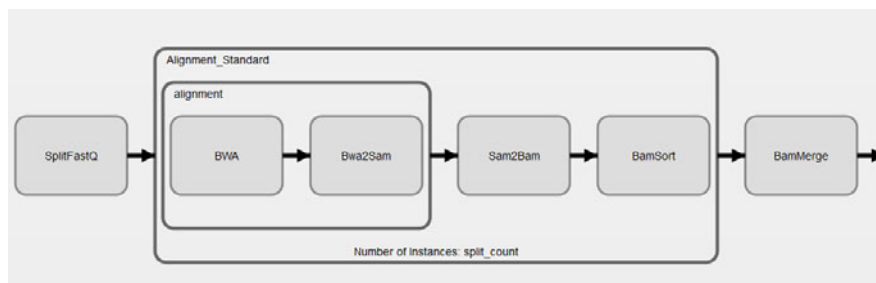 Alignment_Standard
alignment
SplitFastQ
BWA
Bwa2Sam
Sam2Bam
BamSort
BamMerge
Number of instances: split_count